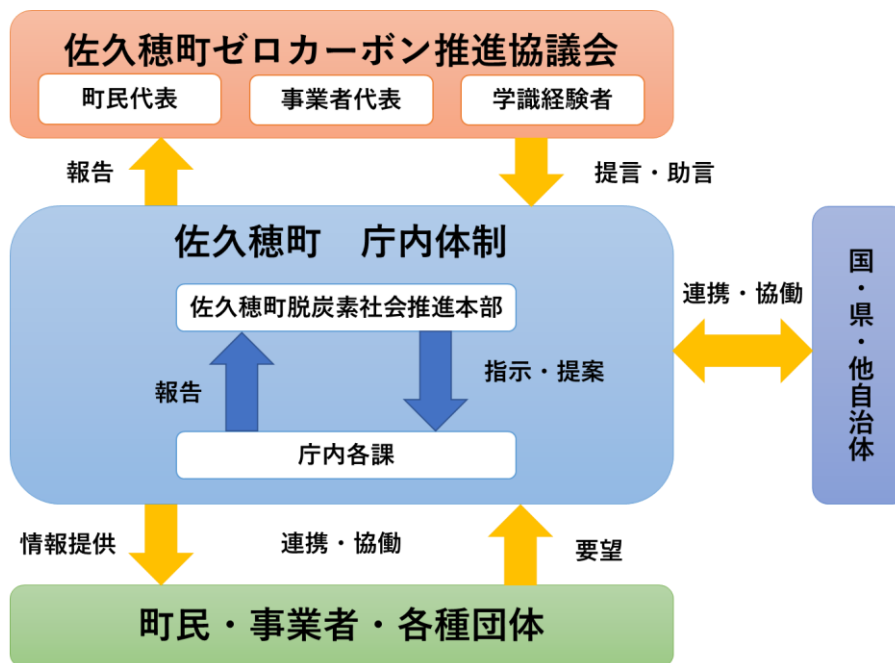 佐久穂町ゼロカーボン推進協議会
町民代表
事業者代表
学識経験者
報告
提言・助言
佐久穂町　庁内体制
佐久穂町脱炭素社会推進本部
報告
指示・提案
庁内各課
連携・協働
国・県・他自治体
情報提供
連携・協働
要望
町民・事業者・各種団体